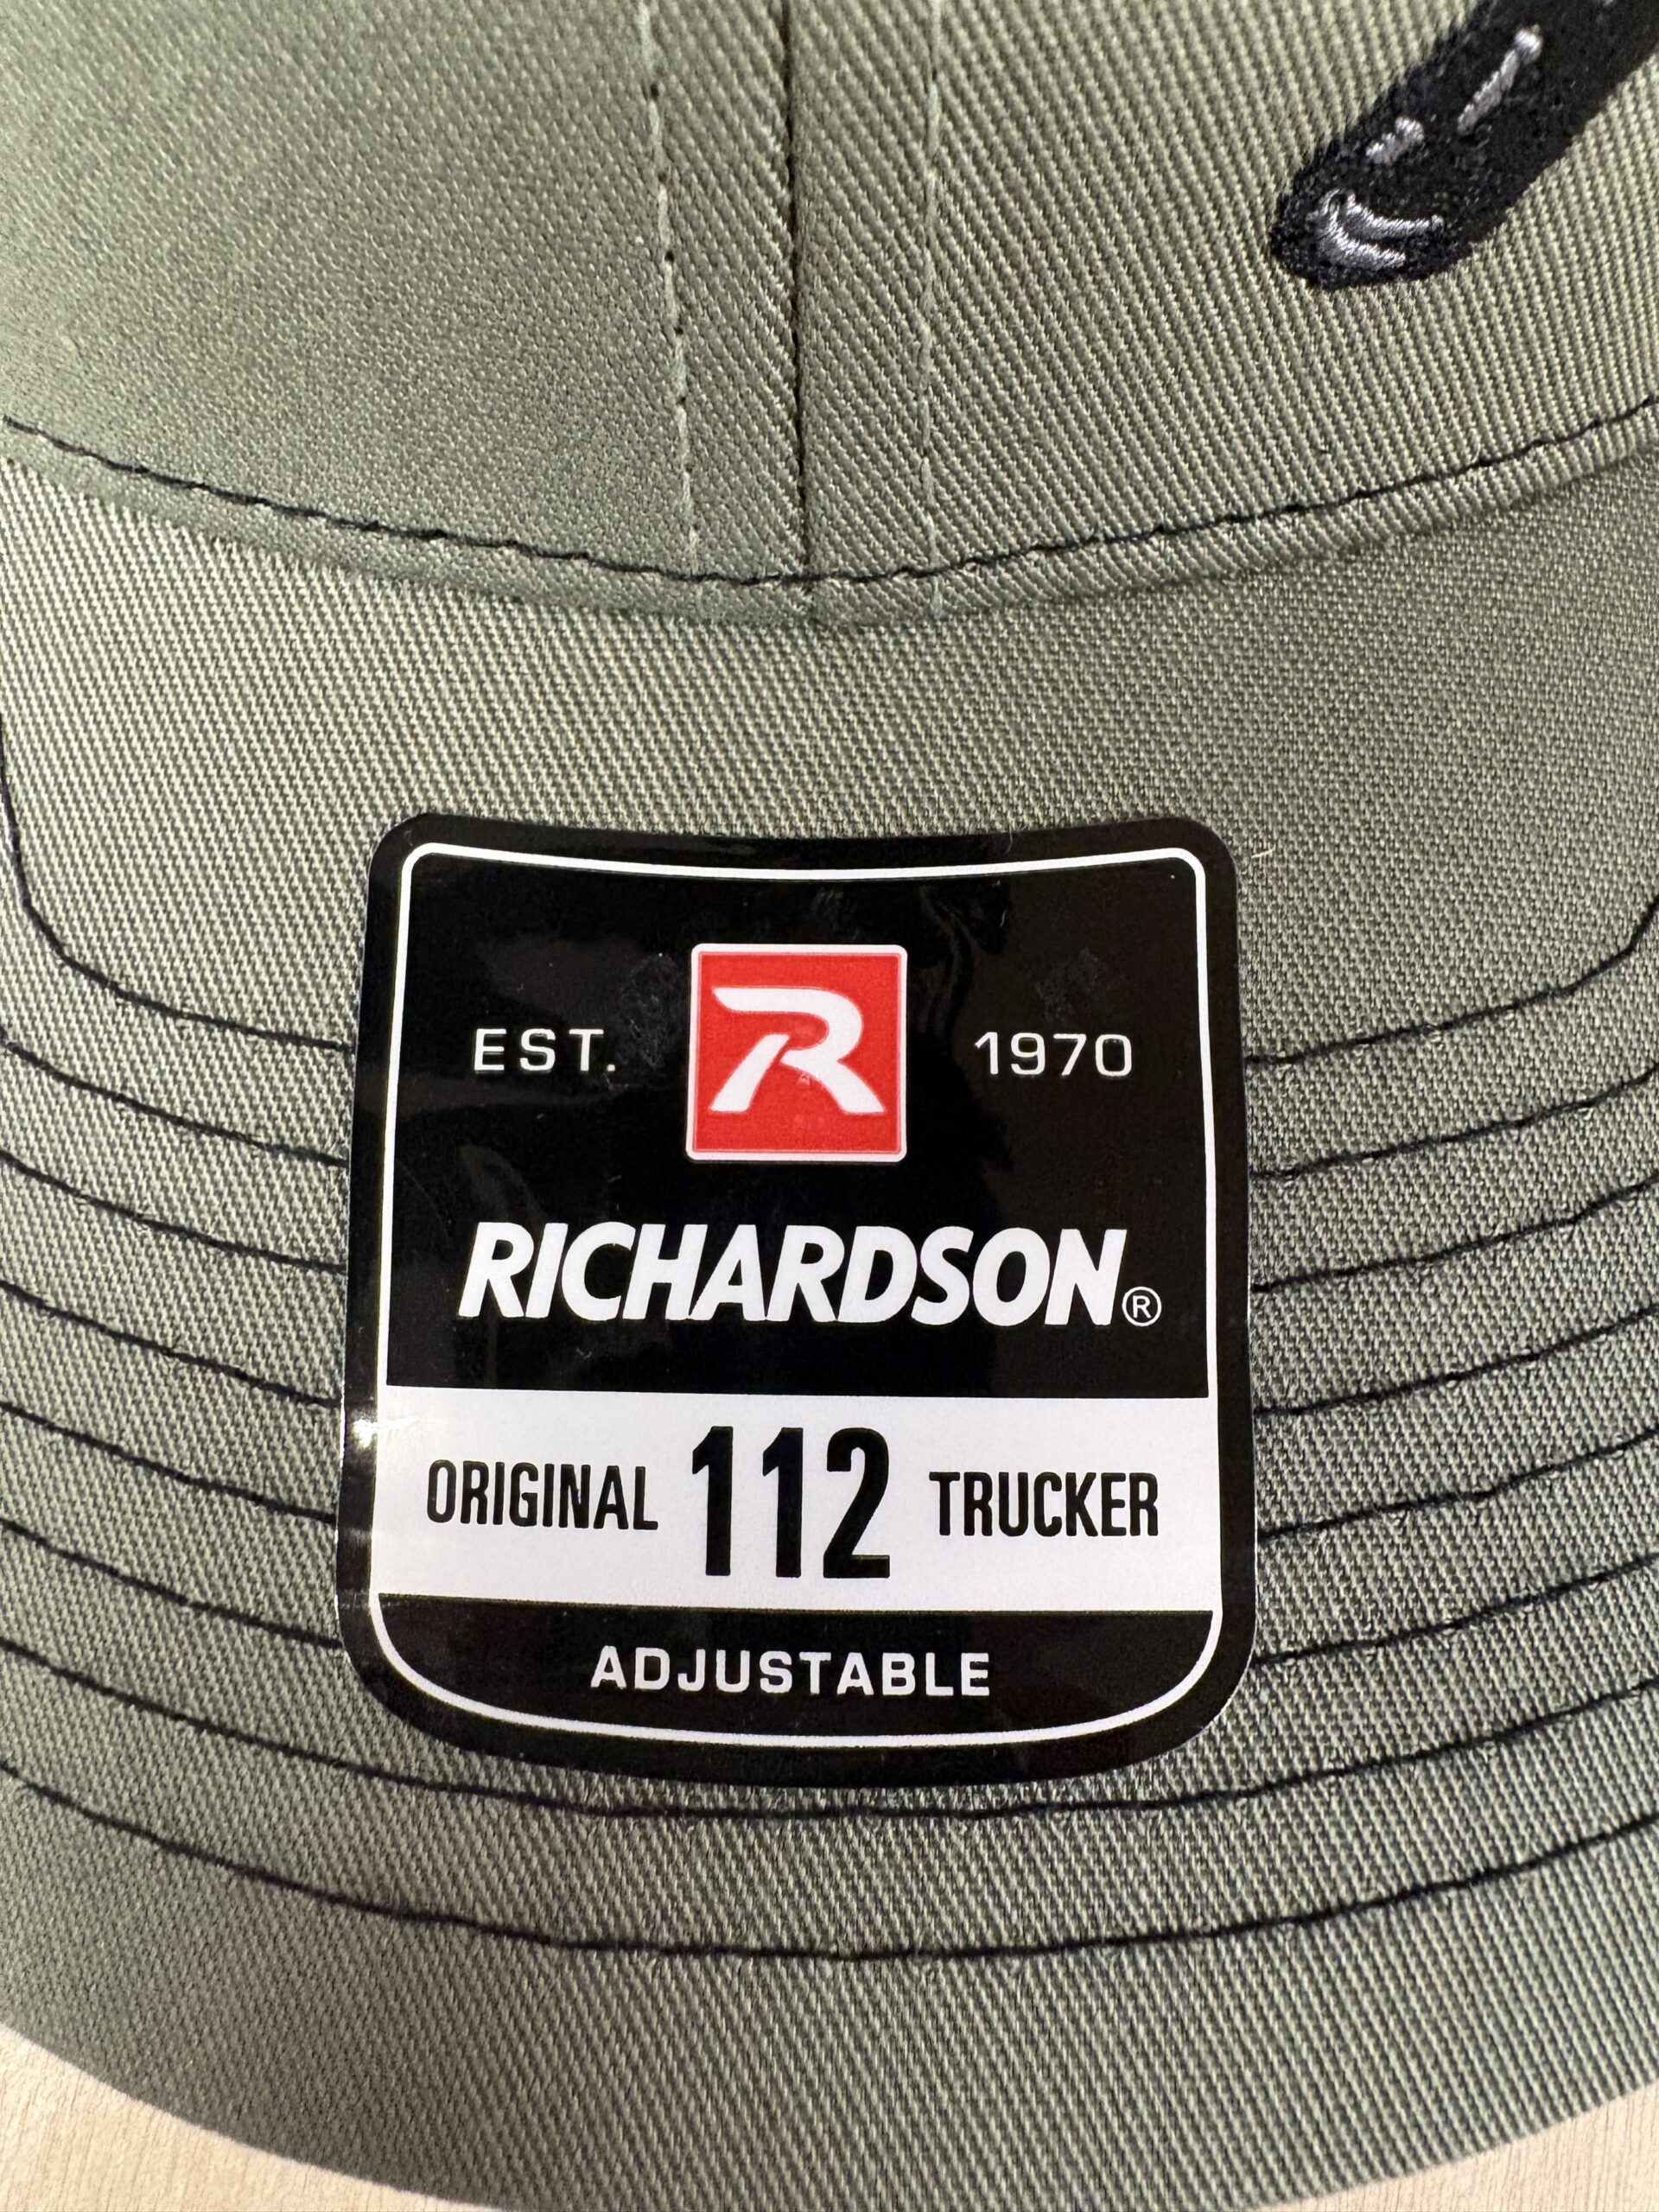 EST. R 1970
RICHARDSON®
ORIGINAL 112 TRUCKER
ADJUSTABLE